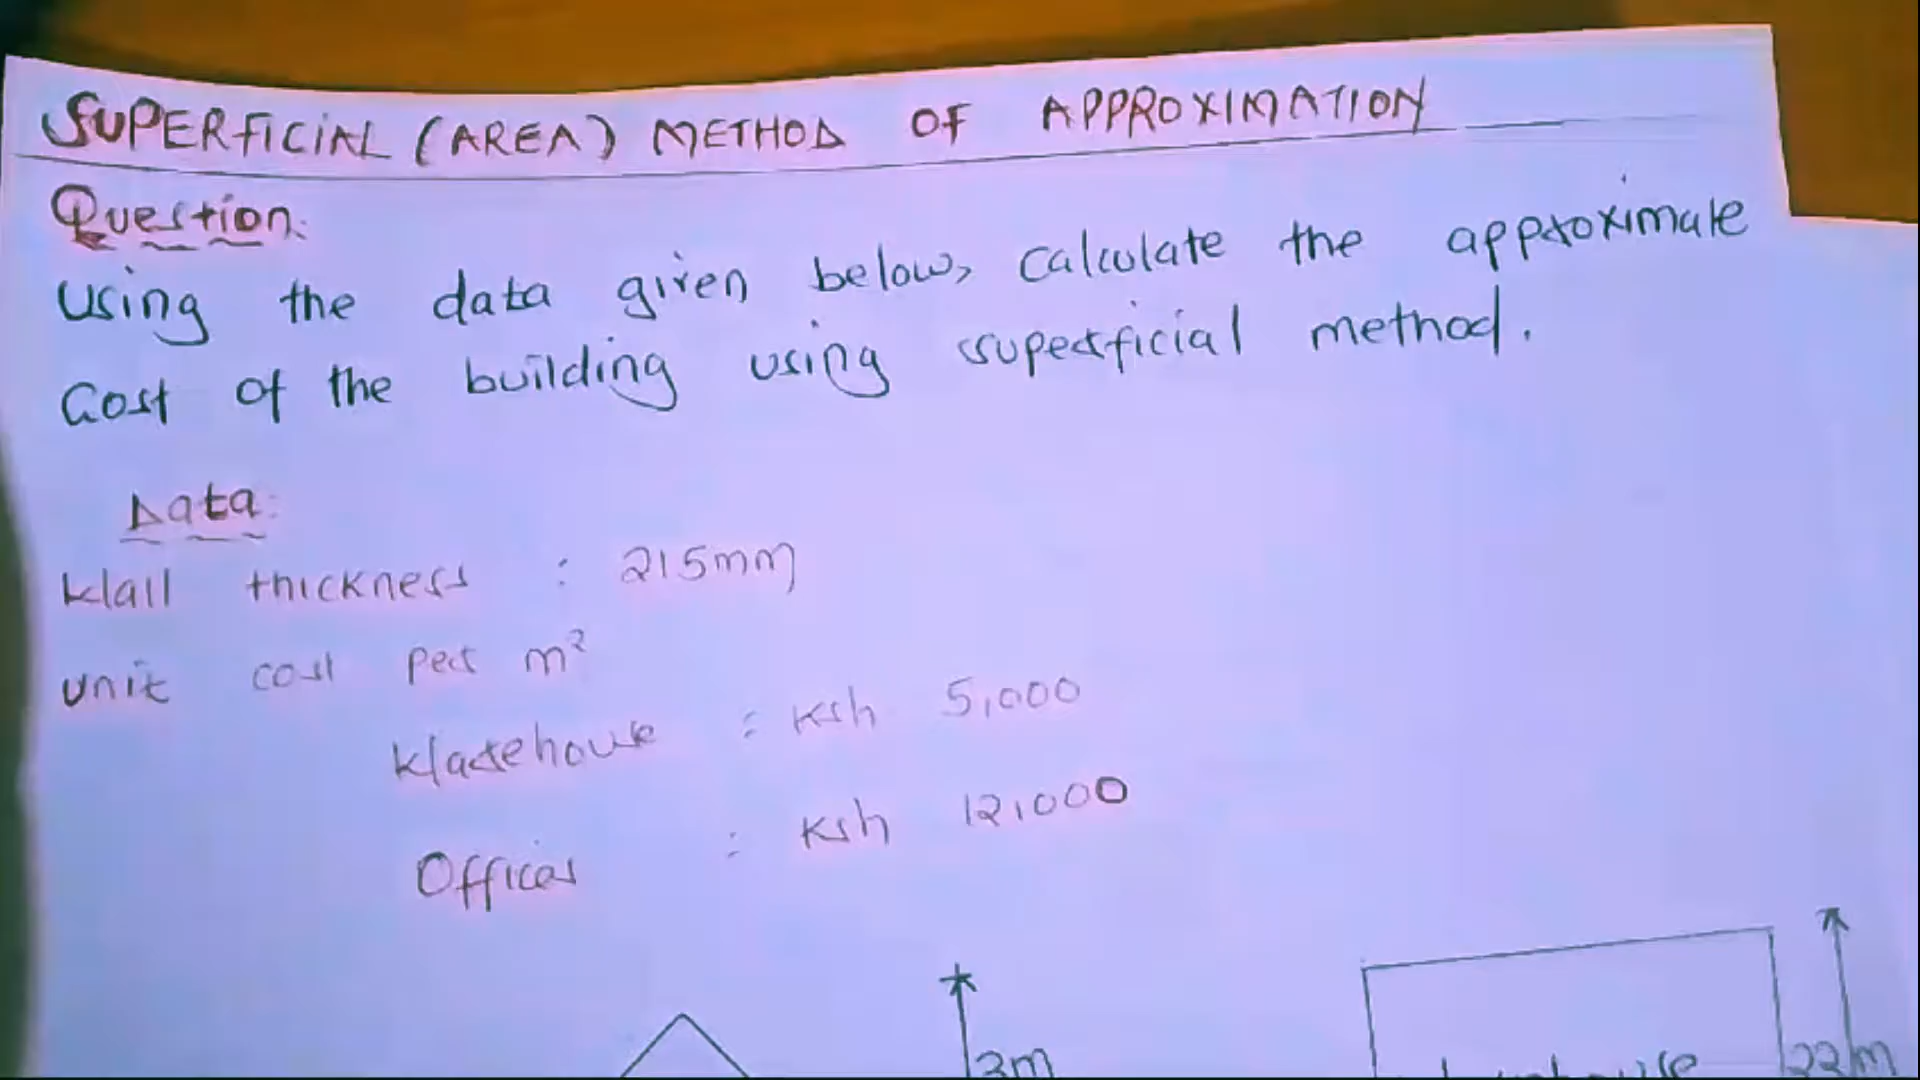 SUPERFICIAL (AREA) METHOD OF APPROXIMATION
Question:
Using the data given below, calculate the approximate
Cost of the building using superficial method.
Data:
Wall thickness : 215mm
Unit cost per m²
Warehouse : Ksh 5,000
Offices : Ksh 12,000
3m
22m